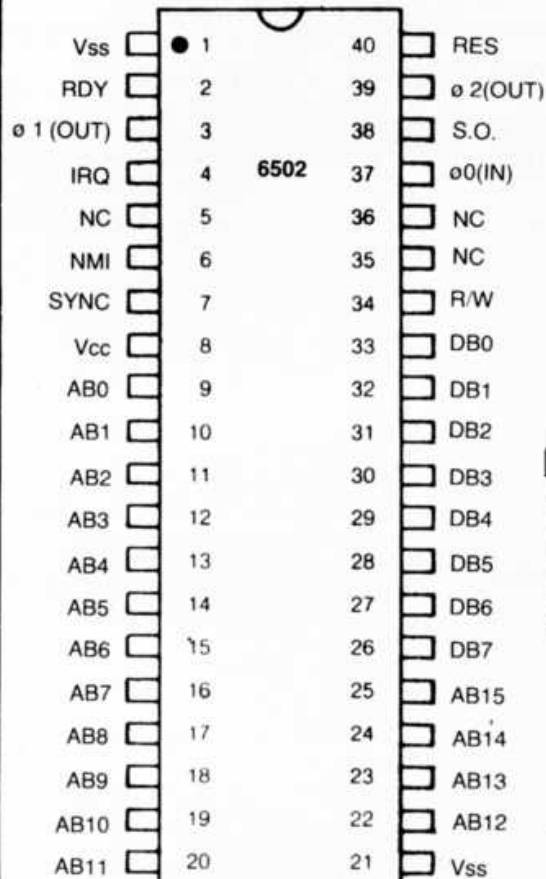 Vss 1 40 RES
RDY 2 39 ø 2(OUT)
ø 1 (OUT) 3 38 S.O.
IRQ 4 6502 37 ø0(IN)
NC 5 36 NC
NMI 6 35 NC
SYNC 7 34 R/W
Vcc 8 33 DB0
AB0 9 32 DB1
AB1 10 31 DB2
AB2 11 30 DB3
AB3 12 29 DB4
AB4 13 28 DB5
AB5 14 27 DB6
AB6 15 26 DB7
AB7 16 25 AB15
AB8 17 24 AB14
AB9 18 23 AB13
AB10 19 22 AB12
AB11 20 21 Vss